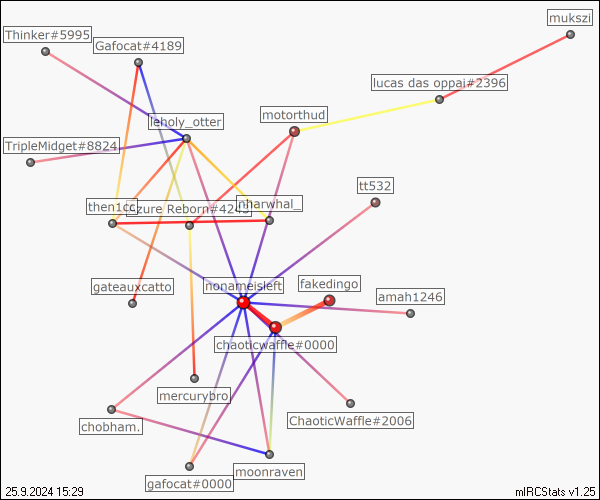 mukszi
Thinker#5995
Gafocat#4189
lucas das oppai#2396
motorthud
leholy_otter
TripleMidget#8824
tt532
then1cc
zure Reborn#4243
nharwhal_
gateauxcatto
nonameisleft
fakedingo
amah1246
chaoticwaffle#0000
mercurybro
ChaoticWaffle#2006
chobham.
moonraven
gafocat#0000
25.9.2024 15:29
mIRCStats v1.25